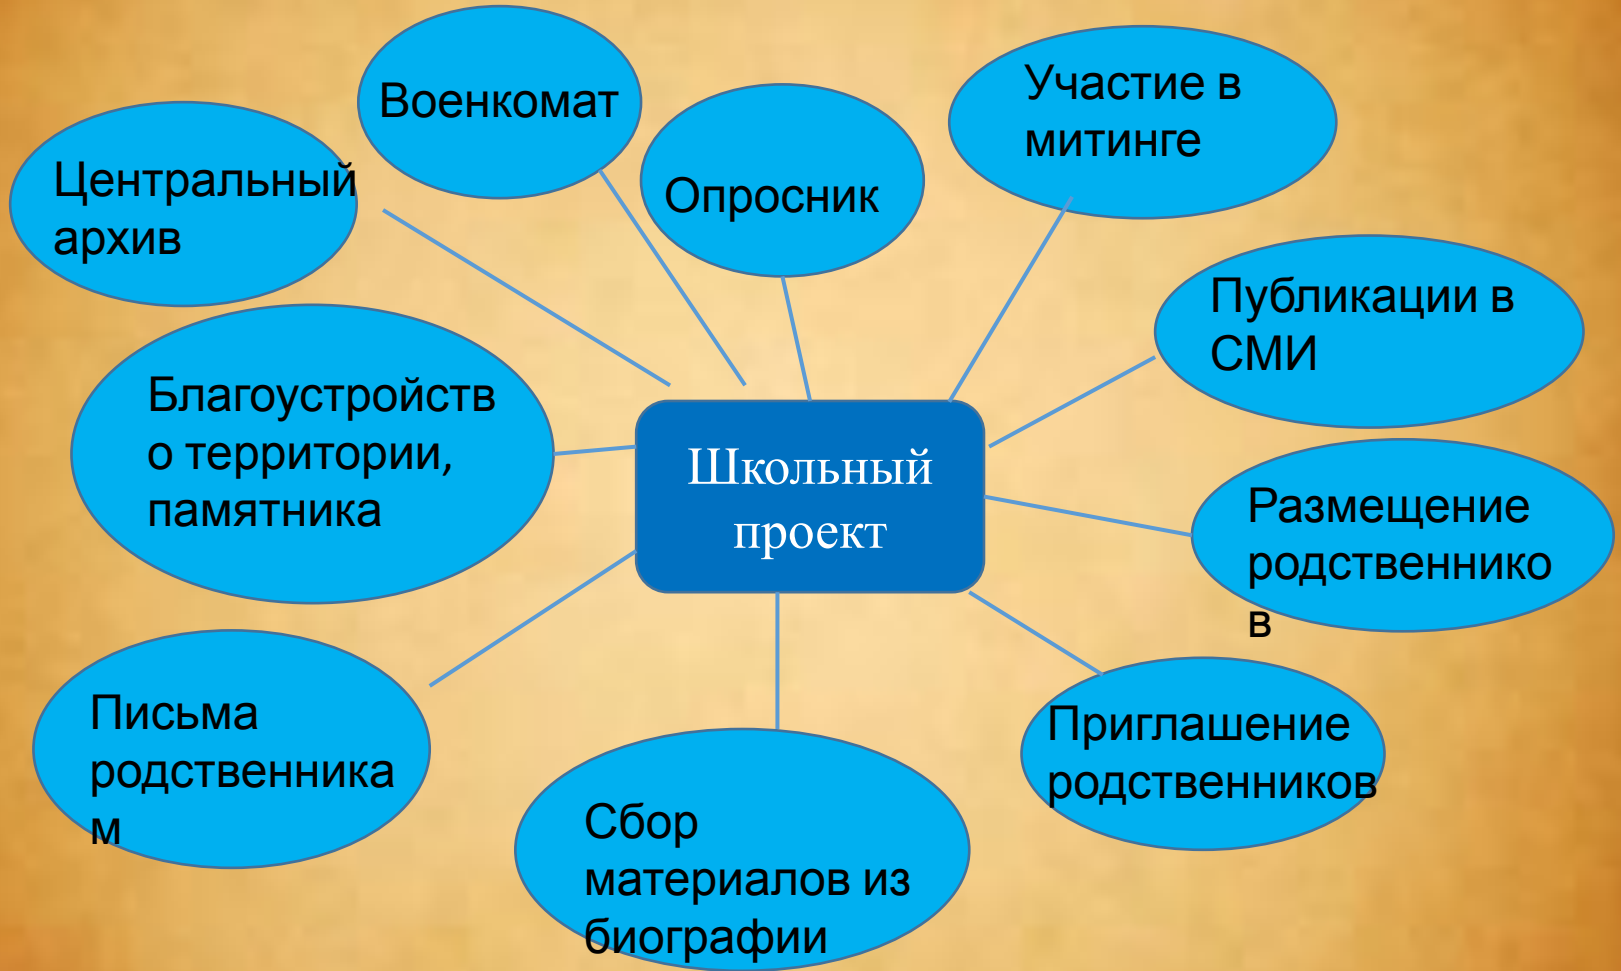 Военкомат
Участие в
митинге
Центральный
архив
Опросник
Публикации в
СМИ
Благоустройств
о территории,
памятника
Школьный
проект
Размещение
родственнико
в
Письма
родственника
м
Приглашение
родственников
Сбор
материалов из
биографии